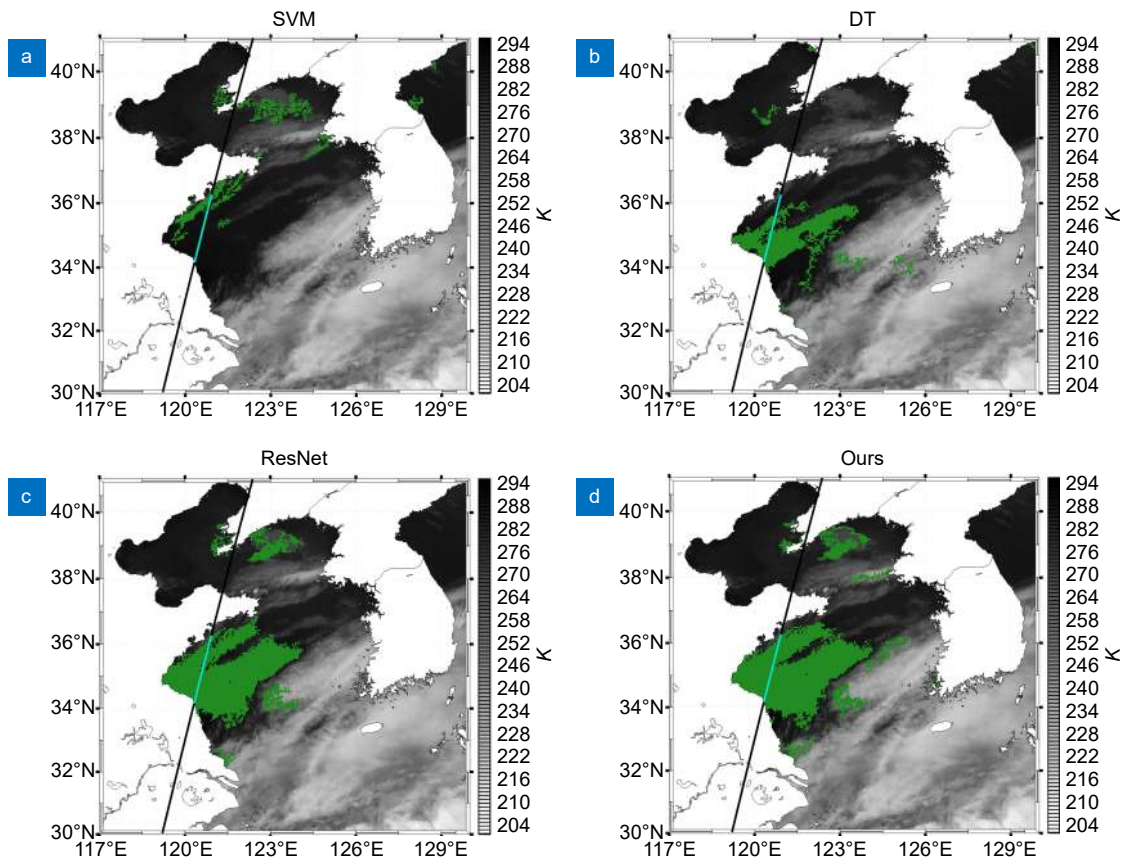 SVM
a
40°N
38°N
36°N
34°N
32°N
30°N
117°E 120°E 123°E 126°E 129°E
294
288
282
276
270
264
258
252
246
240
234
228
222
216
210
204
K
DT
b
40°N
38°N
36°N
34°N
32°N
30°N
117°E 120°E 123°E 126°E 129°E
294
288
282
276
270
264
258
252
246
240
234
228
222
216
210
204
K
ResNet
c
40°N
38°N
36°N
34°N
32°N
30°N
117°E 120°E 123°E 126°E 129°E
294
288
282
276
270
264
258
252
246
240
234
228
222
216
210
204
K
Ours
d
40°N
38°N
36°N
34°N
32°N
30°N
117°E 120°E 123°E 126°E 129°E
294
288
282
276
270
264
258
252
246
240
234
228
222
216
210
204
K